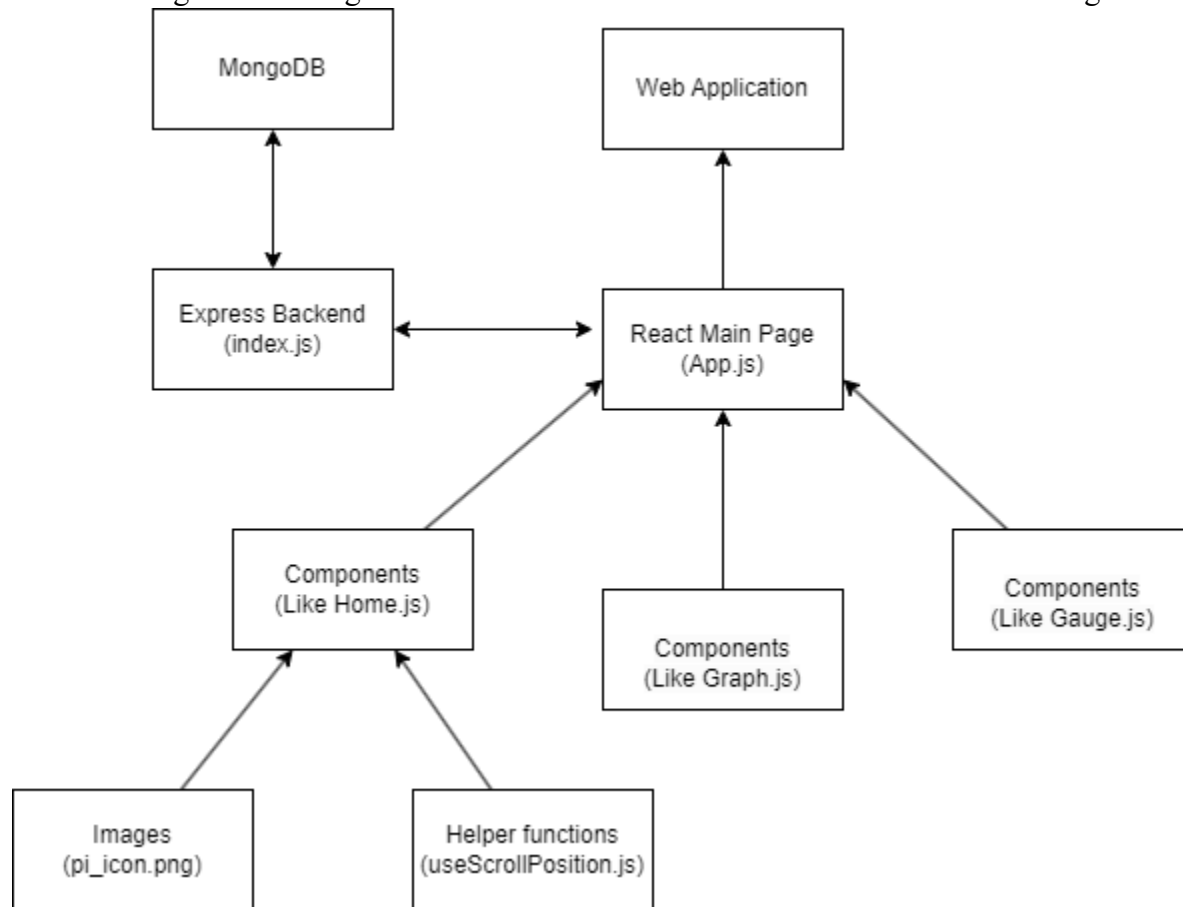 MongoDB
Web Application
Express Backend
(index.js)
React Main Page
(App.js)
Components
(Like Home.js)
Components
(Like Graph.js)
Components
(Like Gauge.js)
Images
(pi_icon.png)
Helper functions
(useScrollPosition.js)